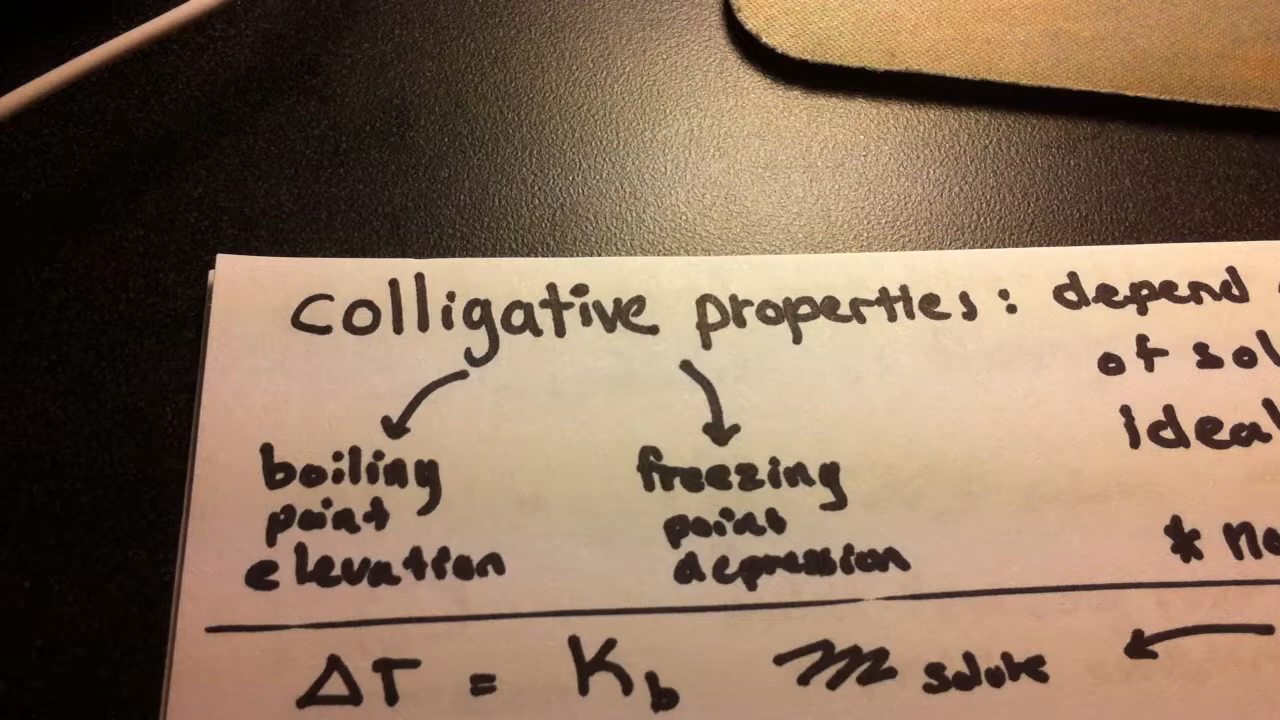 colligative properties: depend
of sol
ideal
boiling
point
elevation
freezing
point
depression
* no
ΔT = Kb m solute